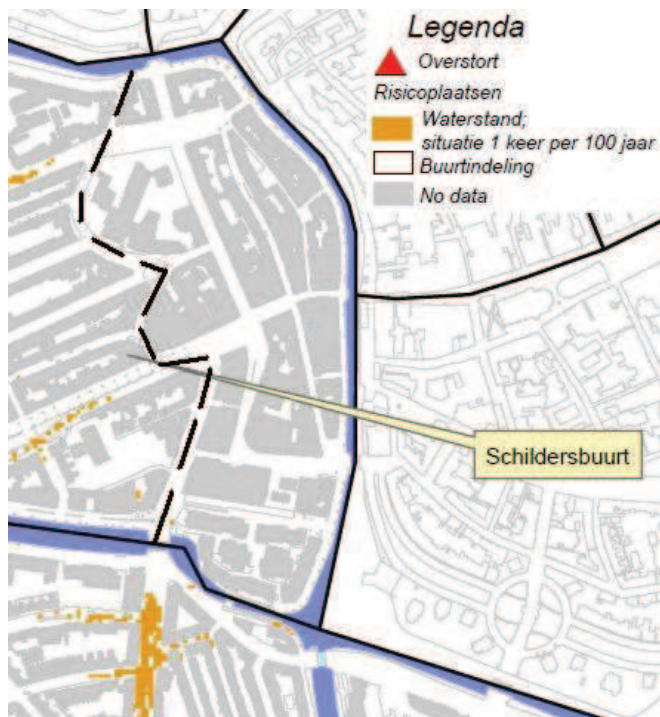 Legenda
Overstort
Risicoplaatsen
Waterstand;
situatie 1 keer per 100 jaar
Buurtindeling
No data
Schildersbuurt